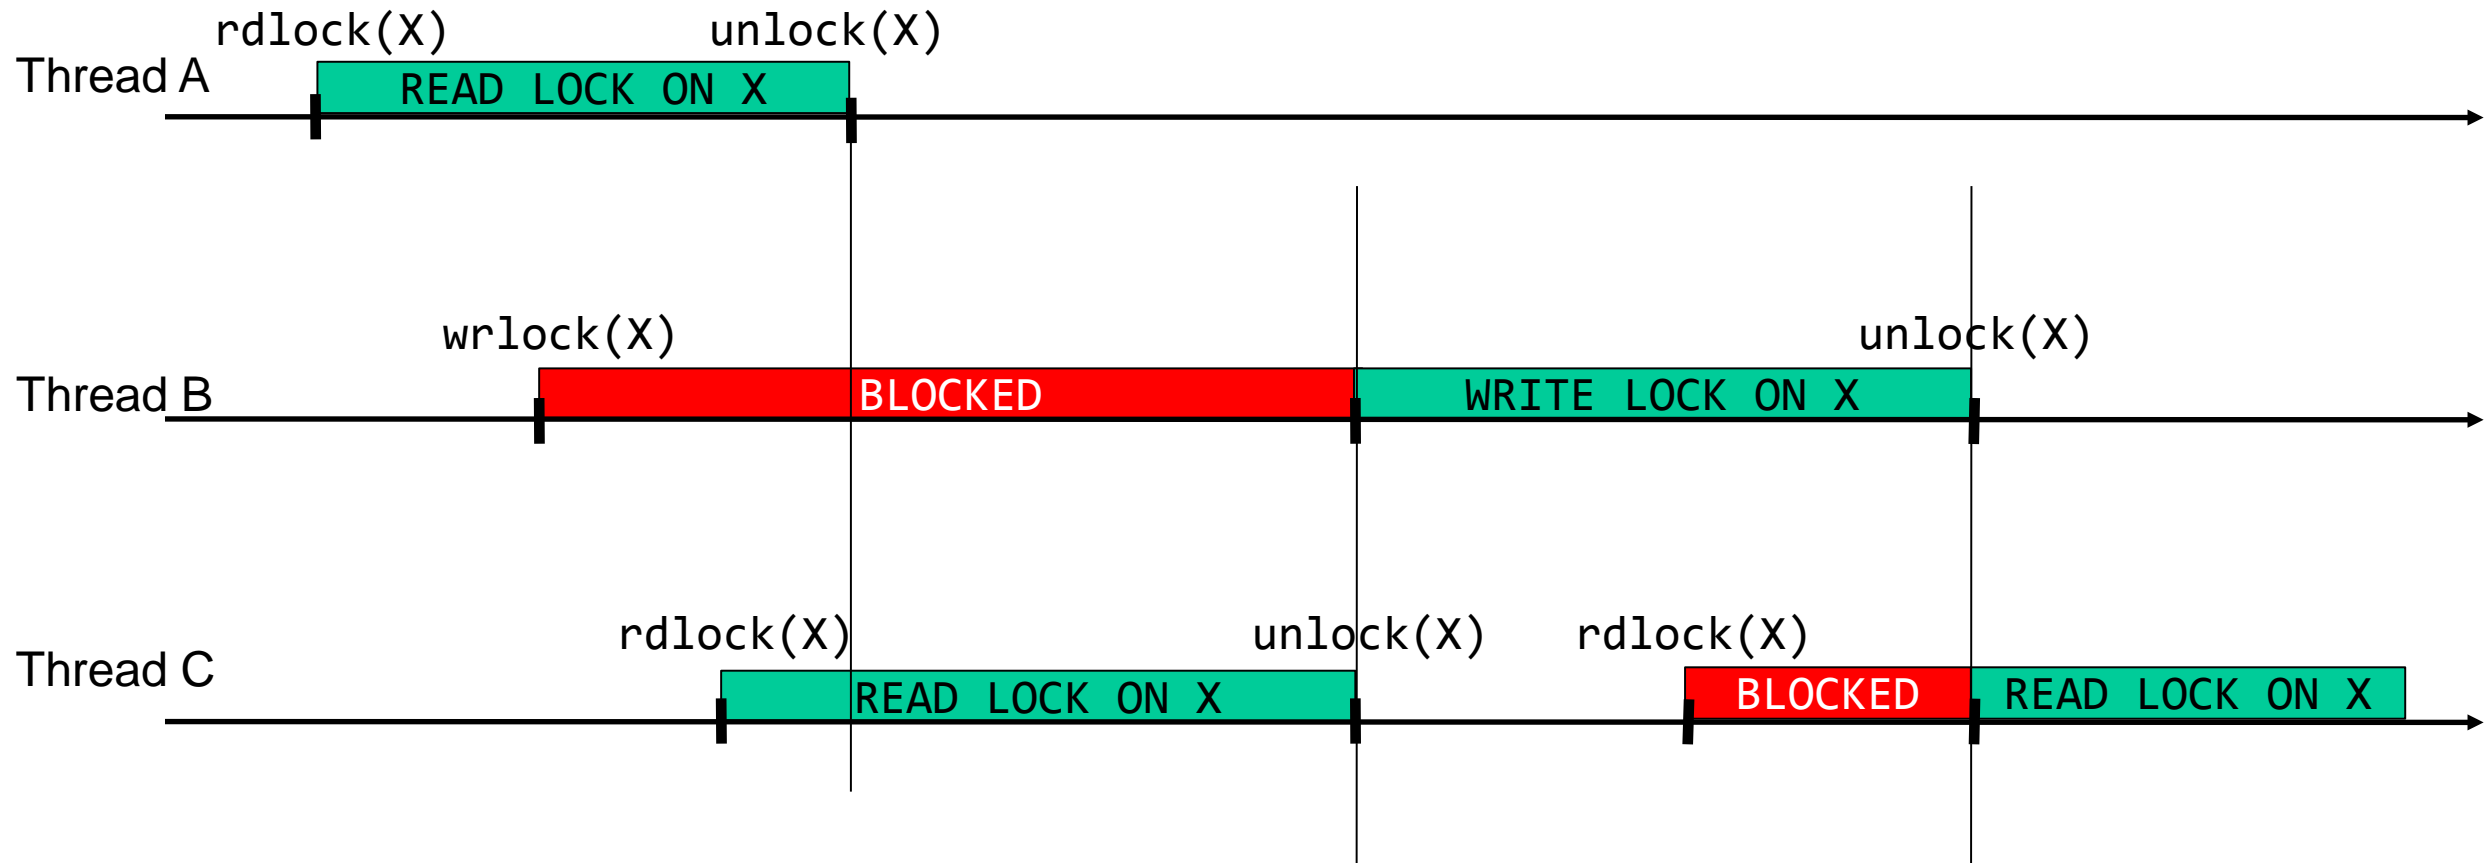 rdlock(X) unlock(X)
Thread A
READ LOCK ON X
wrlock(X) unlock(X)
Thread B
BLOCKED WRITE LOCK ON X
rdlock(X) unlock(X) rdlock(X)
Thread C
READ LOCK ON X BLOCKED READ LOCK ON X